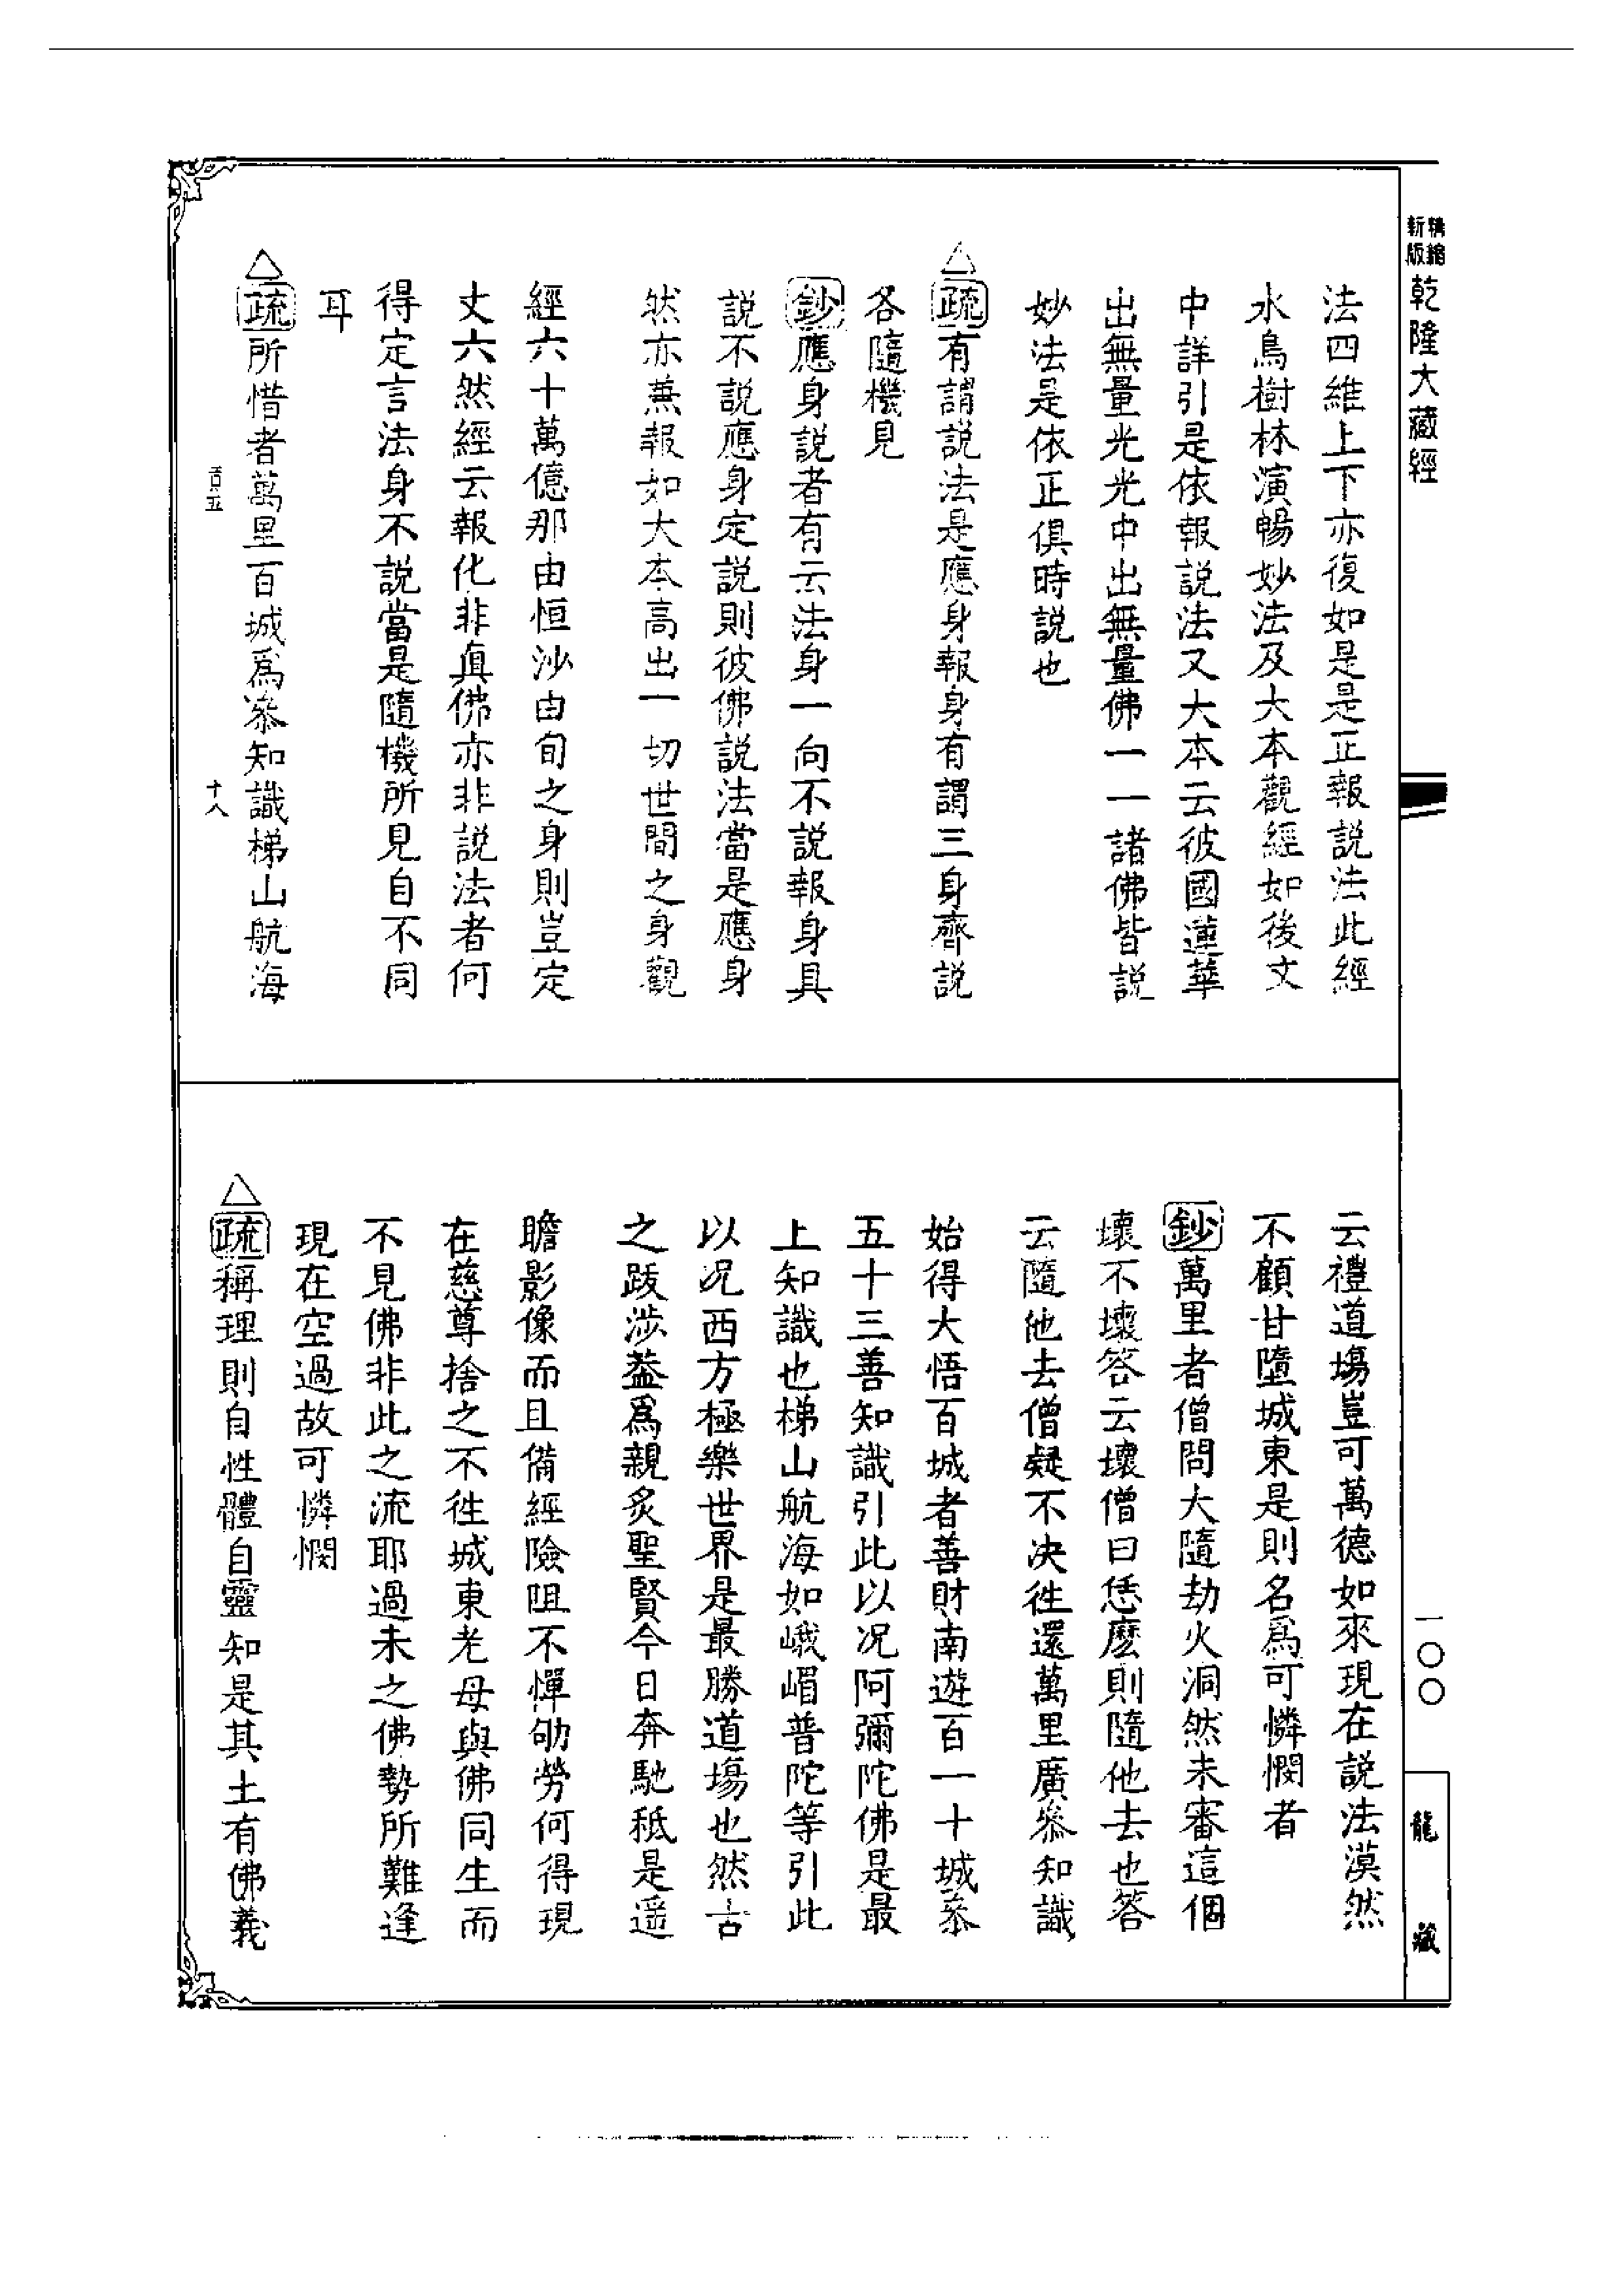 新版精縮乾隆大藏經
法四維上下亦復如是是正報說法此經
水鳥樹林演暢妙法及大本觀經如後文
中詳引是依報說法又大本云彼國蓮華
出無量光光中出無量佛一一諸佛皆說
妙法是依正俱時說也
△疏有謂說法是應身報身有謂三身齊說
各隨機見
鈔應身說者有云法身一向不說報身具
說不說應身定說則彼佛說法當是應身
然亦兼報如大本高出一切世間之身觀
經六十萬億那由恒沙由旬之身則豈定
丈六然經云報化非真佛亦非說法者何
得定言法身不說當是隨機所見自不同
耳
△疏所惜者萬里百城爲叅知識梯山航海
十八
云禮道場豈可萬德如來現在說法漠然
不顧甘墮城東是則名爲可憐憫者
鈔萬里者僧問大隨劫火洞然未審這個
壞不壞答云壞僧曰恁麼則隨他去也答
云隨他去僧疑不決徃還萬里廣叅知識
始得大悟百城者善財南遊百一十城叅
五十三善知識引此以況阿彌陀佛是最
上知識也梯山航海如峨嵋普陀等引此
以況西方極樂世界是最勝道場也然古
之跋涉葢爲親炙聖賢今日奔馳秪是遥
瞻影像而且備經險阻不憚劬勞何得現
在慈尊捨之不徃城東老母與佛同生而
不見佛非此之流耶過未之佛勢所難逢
現在空過故可憐憫
△疏稱理則自性體自靈知是其土有佛義
一〇〇
龍藏